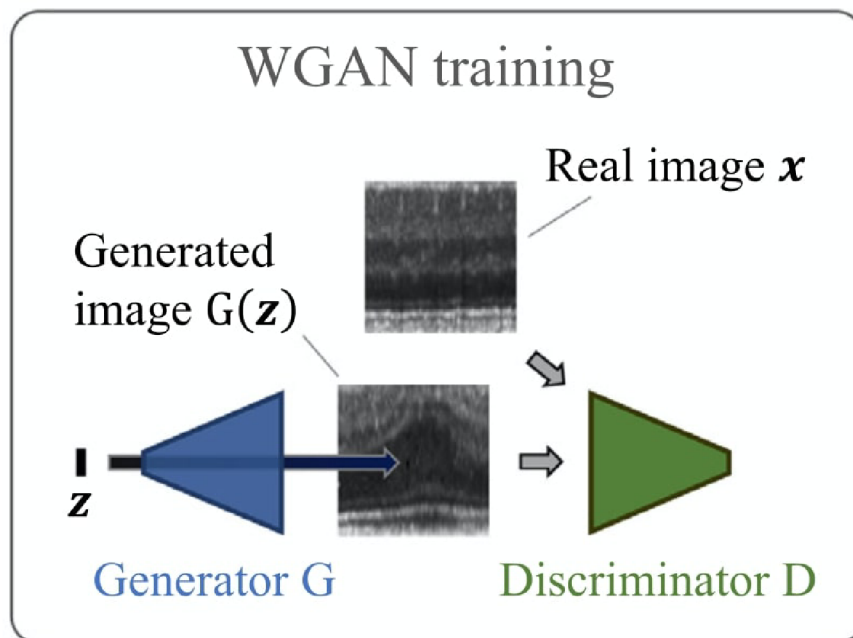 WGAN training
Real image x
Generated
image G(z)
z
Generator G
Discriminator D